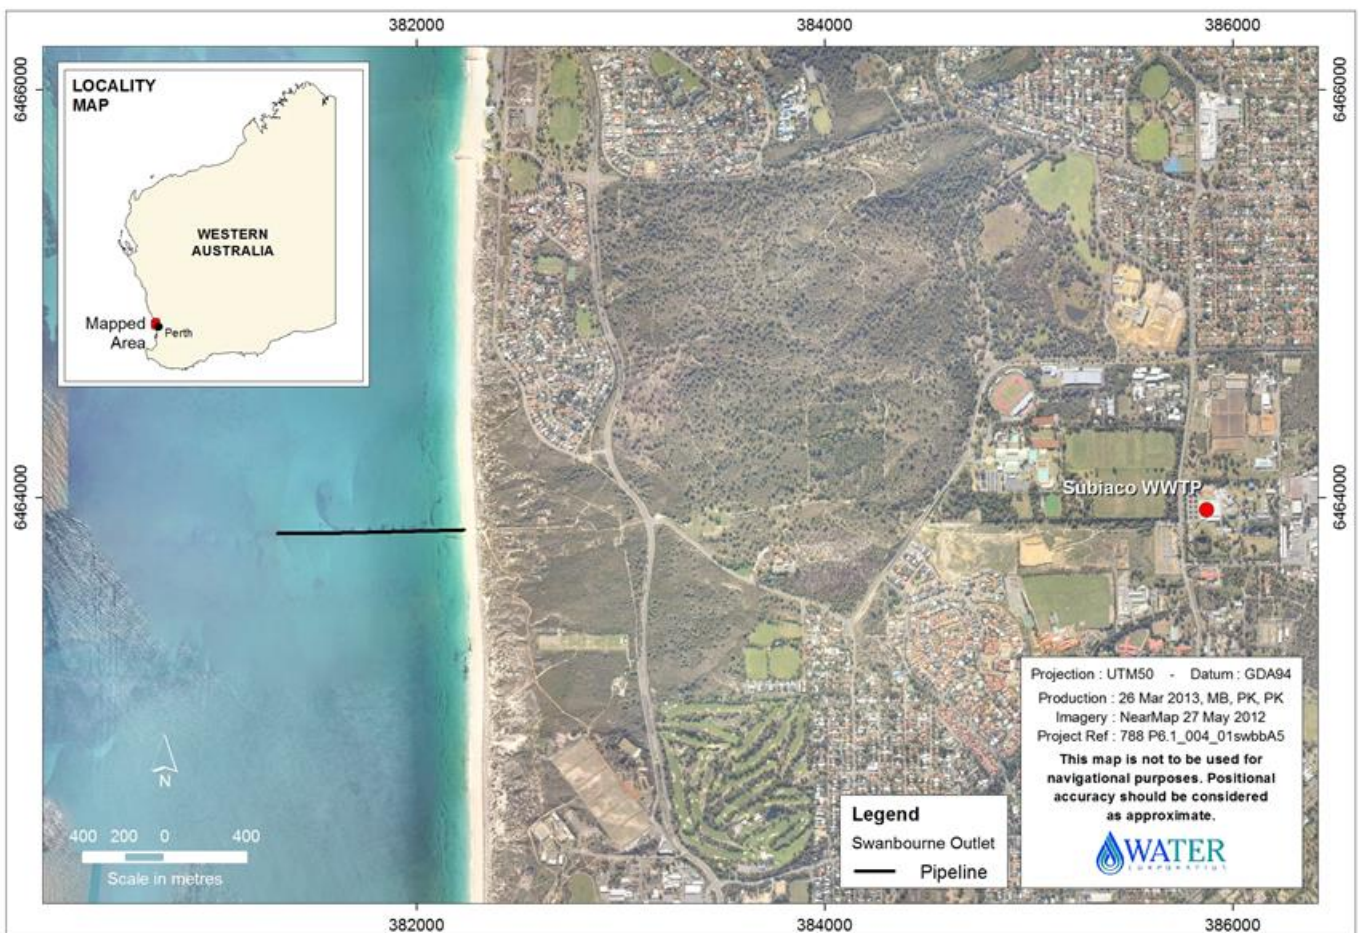 382000 384000 386000
6466000
6466000
LOCALITY
MAP
WESTERN
AUSTRALIA
Mapped
Area
Perth
6464000
6464000
Subiaco WWTP
N
400 200 0 400
Scale in metres
Legend
Swanbourne Outlet
Pipeline
Projection : UTM50 - Datum : GDA94
Production : 26 Mar 2013, MB, PK, PK
Imagery : NearMap 27 May 2012
Project Ref : 788 P6.1_004_01swbbA5
This map is not to be used for
navigational purposes. Positional
accuracy should be considered
as approximate.
WATER
CORPORATION
382000 384000 386000